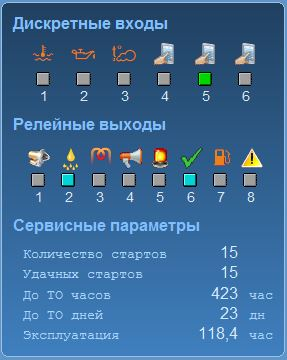 Дискретные входы
1 2 3 4 5 6
Релейные выходы
1 2 3 4 5 6 7 8
Сервисные параметры
Количество стартов 15
Удачных стартов 15
До ТО часов 423 час
До ТО дней 23 дн
Эксплуатация 118,4 час